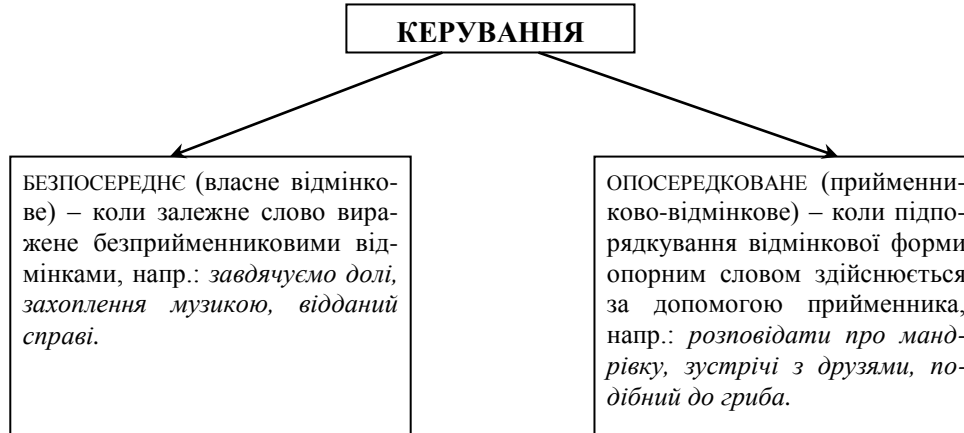 КЕРУВАННЯ
БЕЗПОСЕРЕДНЄ (власне відмінко-
ве) – коли залежне слово вира-
жене безприйменниковими від-
мінками, напр.: завдячуємо долі,
захоплення музикою, відданий
справі.
ОПОСЕРЕДКОВАНЕ (прийменни-
ково-відмінкове) – коли підпо-
рядкування відмінкової форми
опорним словом здійснюється
за допомогою прийменника,
напр.: розповідати про манд-
рівку, зустрічі з друзями, по-
дібний до гриба.